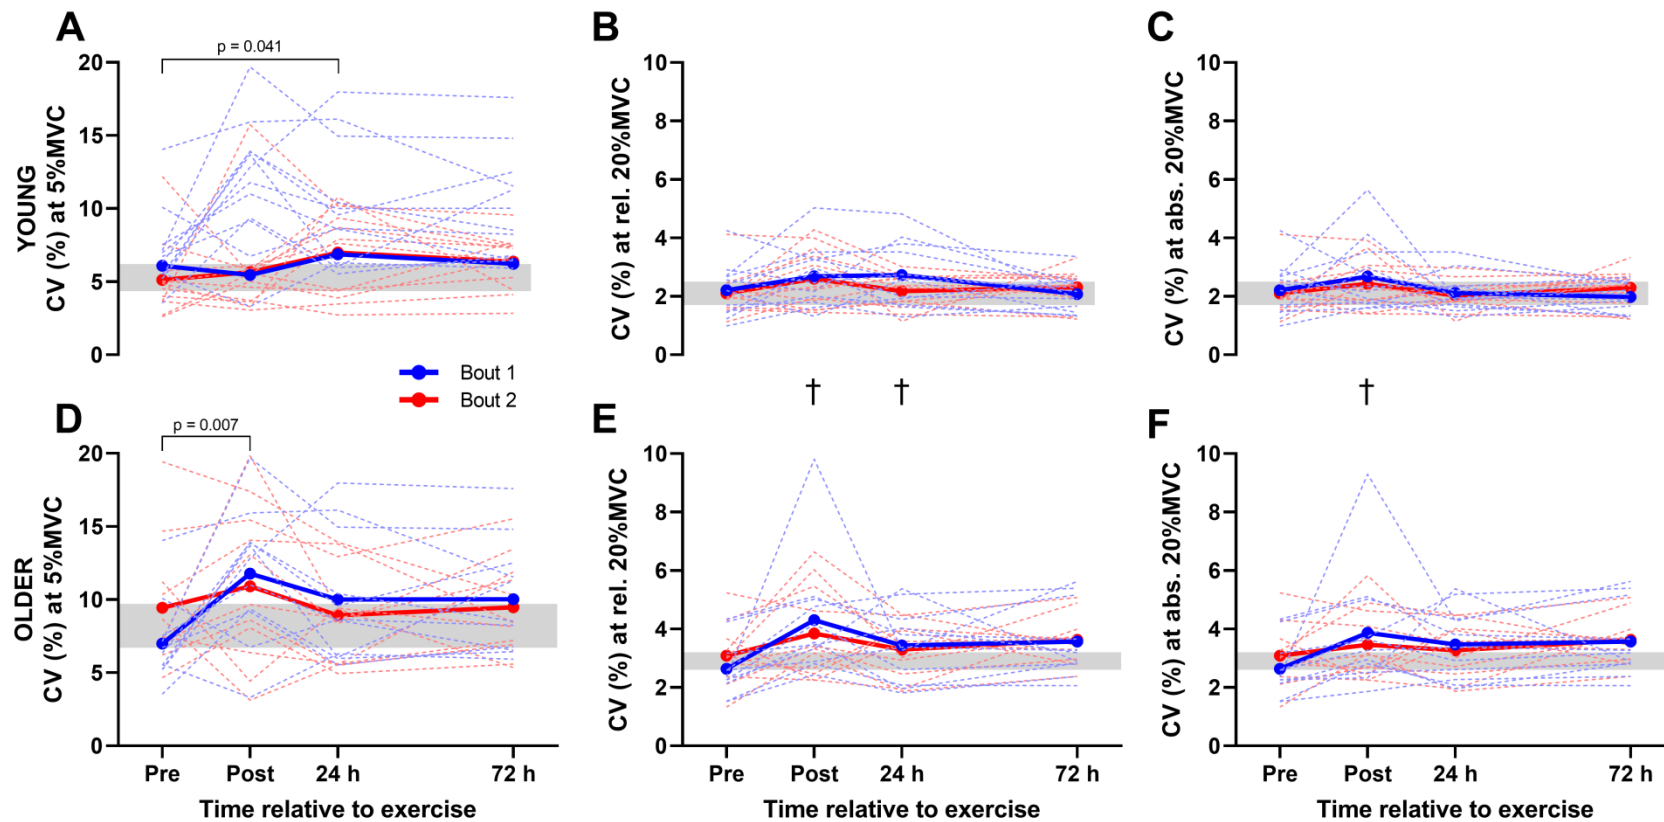 A
B
C
p = 0.041
YOUNG
CV (%) at 5%MVC
20
15
10
5
0
CV (%) at rel. 20%MVC
10
8
6
4
2
0
CV (%) at abs. 20%MVC
10
8
6
4
2
0
Bout 1
Bout 2
† † †
D
E
F
p = 0.007
OLDER
CV (%) at 5%MVC
20
15
10
5
0
CV (%) at rel. 20%MVC
10
8
6
4
2
0
CV (%) at abs. 20%MVC
10
8
6
4
2
0
Pre Post 24 h 72 h
Pre Post 24 h 72 h
Pre Post 24 h 72 h
Time relative to exercise
Time relative to exercise
Time relative to exercise